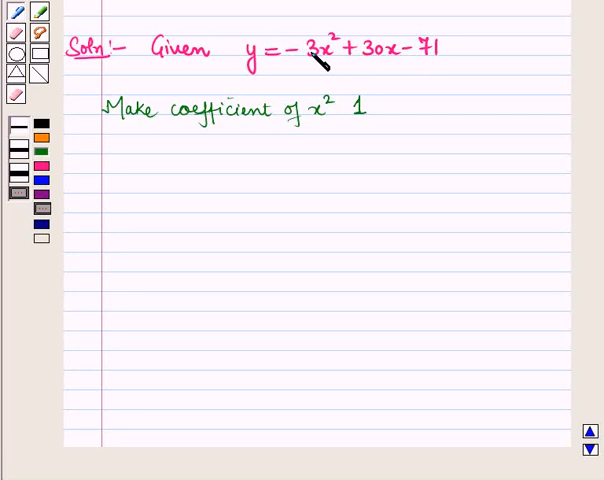 Soln:- Given y = - 3x² + 30x - 71
Make coefficient of x² 1